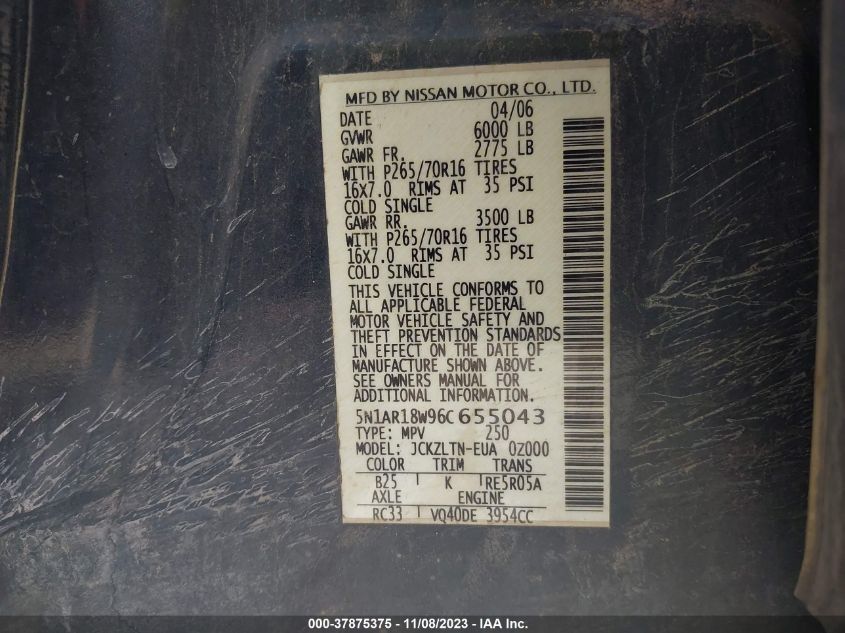 MFD BY NISSAN MOTOR CO., LTD.
DATE 04/06
GVWR 6000 LB
GAWR FR. 2775 LB
WITH P265/70R16 TIRES
16x7.0 RIMS AT 35 PSI
COLD SINGLE
GAWR RR. 3500 LB
WITH P265/70R16 TIRES
16x7.0 RIMS AT 35 PSI
COLD SINGLE
THIS VEHICLE CONFORMS TO
ALL APPLICABLE FEDERAL
MOTOR VEHICLE SAFETY AND
THEFT PREVENTION STANDARDS
IN EFFECT ON THE DATE OF
MANUFACTURE SHOWN ABOVE.
SEE OWNERS MANUAL FOR
ADDITIONAL INFORMATION.
5N1AR18W96C655043
TYPE: MPV 250
MODEL: JCKZLTN-EUA 0Z000
COLOR TRIM TRANS
B25 K RE5R05A
AXLE ENGINE
RC33 VQ40DE 3954CC
000-37875375 - 11/08/2023 - IAA Inc.